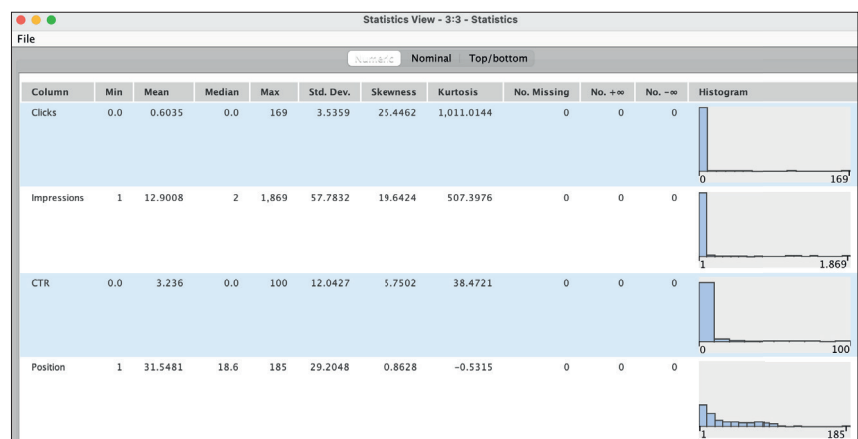 Statistics View - 3:3 - Statistics
File
Numeric Nominal Top/bottom
Column Min Mean Median Max Std. Dev. Skewness Kurtosis No. Missing No. +∞ No. -∞ Histogram
Clicks 0.0 0.6035 0.0 169 3.5359 25.4462 1,011.0144 0 0 0
0 169
Impressions 1 12.9008 2 1,869 57.7832 19.6424 507.3976 0 0 0
1 1.869
CTR 0.0 3.236 0.0 100 12.0427 5.7502 38.4721 0 0 0
0 100
Position 1 31.5481 18.6 185 29.2048 0.8628 -0.5315 0 0 0
1 185